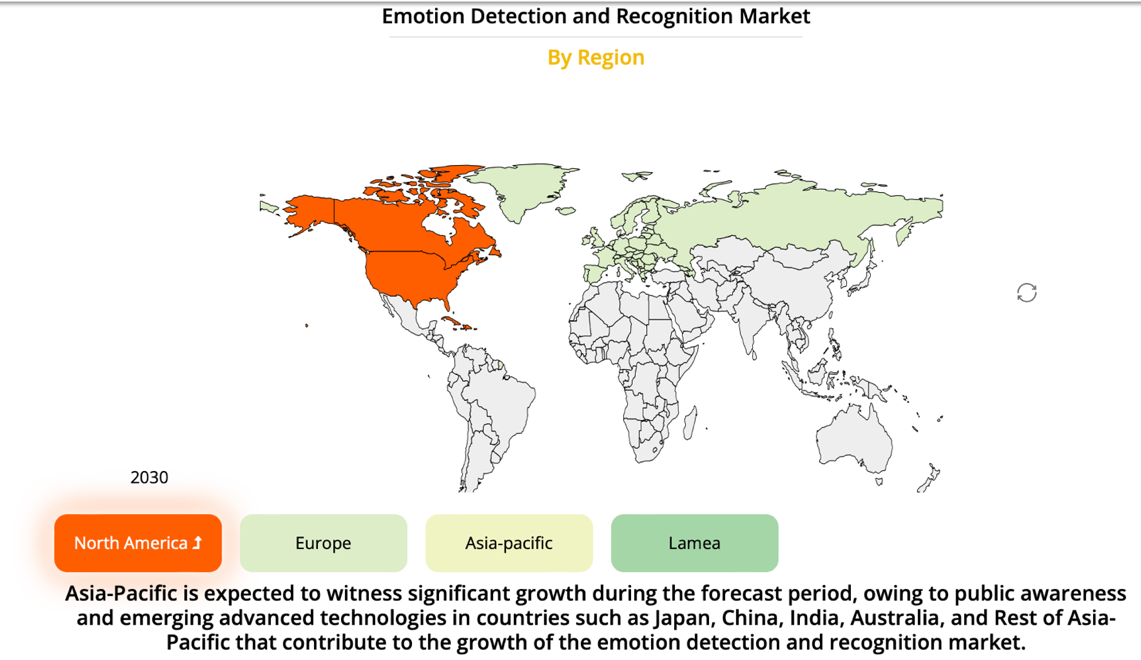 Emotion Detection and Recognition Market
By Region
2030
North America
Europe
Asia-pacific
Lamea
Asia-Pacific is expected to witness significant growth during the forecast period, owing to public awareness
and emerging advanced technologies in countries such as Japan, China, India, Australia, and Rest of Asia-
Pacific that contribute to the growth of the emotion detection and recognition market.